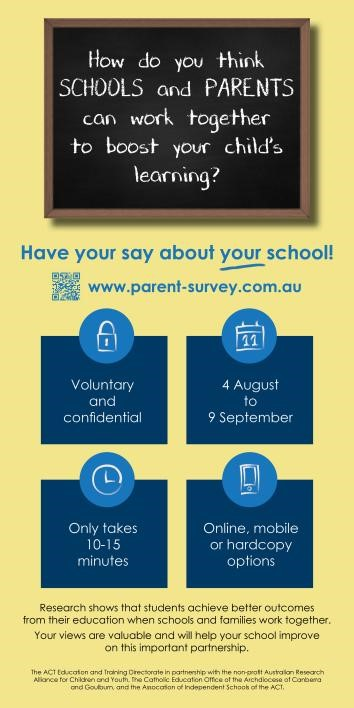 How do you think
SCHOOLS and PARENTS
can work together
to boost your child's
learning?
Have your say about your school!
www.parent-survey.com.au
Voluntary
and
confidential
11
4 August
to
9 September
Only takes
10-15
minutes
Online, mobile
or hardcopy
options
Research shows that students achieve better outcomes
from their education when schools and families work together.
Your views are valuable and will help your school improve
on this important partnership.
The ACT Education and Training Directorate in partnership with the non-profit Australian Research
Alliance for Children and Youth, The Catholic Education Office of the Archdiocese of Canberra
and Goulburn, and the Assocation of Independent Schools of the ACT.